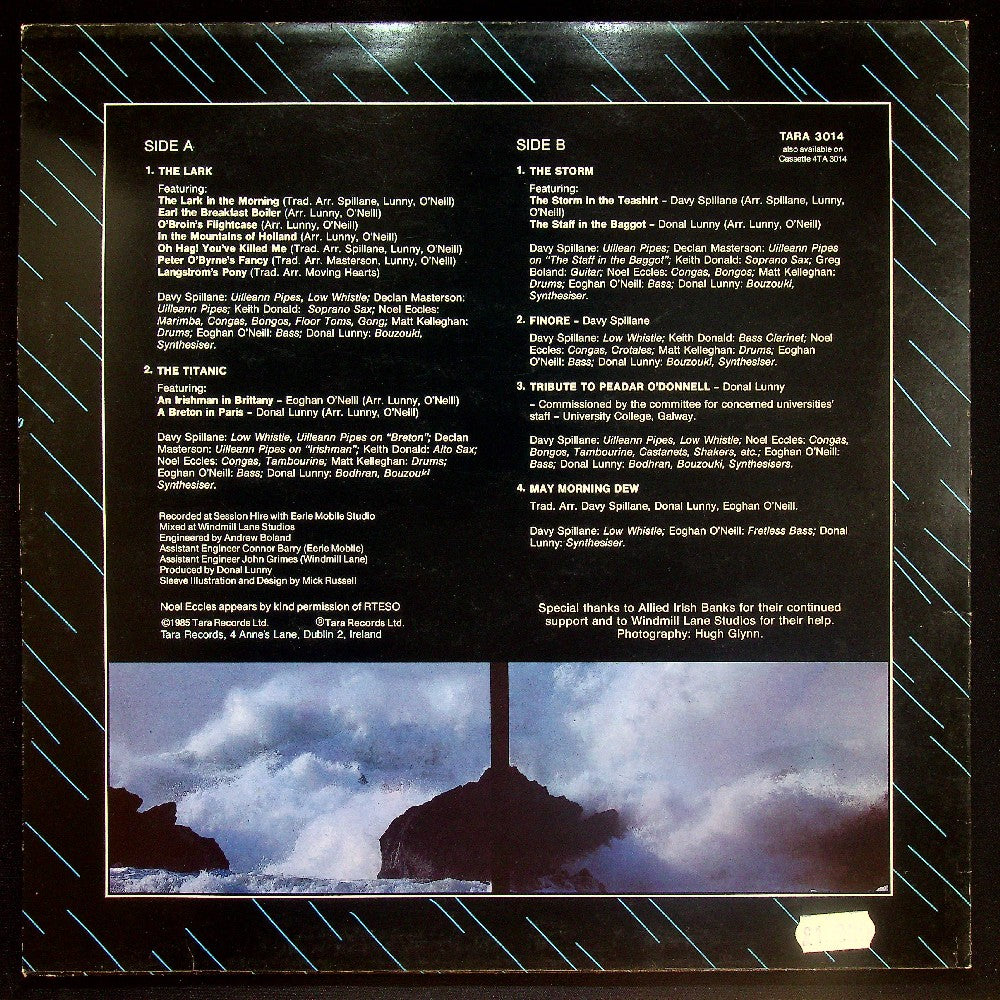 SIDE A
1. THE LARK
Featuring:
The Lark in the Morning (Trad. Arr. Spillane, Lunny, O'Neill)
Earl the Breakfast Boiler (Arr. Lunny, O'Neill)
O'Broin's Flightcase (Arr. Lunny, O'Neill)
In the Mountains of Holland (Arr. Lunny, O'Neill)
Oh Hag! You've Killed Me (Trad. Arr. Spillane, Lunny, O'Neill)
Peter O'Byrne's Fancy (Trad. Arr. Masterson, Lunny, O'Neill)
Langstrom's Pony (Trad. Arr. Moving Hearts)
Davy Spillane: Uilleann Pipes, Low Whistle; Declan Masterson:
Uilleann Pipes; Keith Donald: Soprano Sax; Noel Eccles:
Marimba, Congas, Bongos, Floor Toms, Gong; Matt Kelleghan:
Drums; Eoghan O'Neill: Bass; Donal Lunny: Bouzouki,
Synthesiser.
2. THE TITANIC
Featuring:
An Irishman in Brittany – Eoghan O'Neill (Arr. Lunny, O'Neill)
A Breton in Paris – Donal Lunny (Arr. Lunny, O'Neill)
Davy Spillane: Low Whistle, Uilleann Pipes on "Breton"; Declan
Masterson: Uilleann Pipes on "Irishman"; Keith Donald: Alto Sax;
Noel Eccles: Congas, Tambourine; Matt Kelleghan: Drums;
Eoghan O'Neill: Bass; Donal Lunny: Bodhran, Bouzouki
Synthesiser.
Recorded at Session Hire with Eerie Mobile Studio
Mixed at Windmill Lane Studios
Engineered by Andrew Boland
Assistant Engineer Connor Barry (Eerie Mobile)
Assistant Engineer John Grimes (Windmill Lane)
Produced by Donal Lunny
Sleeve Illustration and Design by Mick Russell
Noel Eccles appears by kind permission of RTESO
©1985 Tara Records Ltd. ℗Tara Records Ltd.
Tara Records, 4 Anne's Lane, Dublin 2, Ireland
SIDE B
TARA 3014
also available on
Cassette 4TA 3014
1. THE STORM
Featuring:
The Storm in the Teashirt – Davy Spillane (Arr. Spillane, Lunny,
O'Neill)
The Staff in the Baggot – Donal Lunny (Arr. Lunny, O'Neill)
Davy Spillane: Uillean Pipes; Declan Masterson: Uillean Pipes
on "The Staff in the Baggot"; Keith Donald: Soprano Sax; Greg
Boland: Guitar; Noel Eccles: Congas, Bongos; Matt Kelleghan:
Drums; Eoghan O'Neill: Bass; Donal Lunny: Bouzouki,
Synthesiser.
2. FINORE – Davy Spillane
Davy Spillane: Low Whistle; Keith Donald: Bass Clarinet; Noel
Eccles: Congas, Crotales; Matt Kelleghan: Drums; Eoghan
O'Neill: Bass; Donal Lunny: Bouzouki, Synthesiser.
3. TRIBUTE TO PEADAR O'DONNELL – Donal Lunny
– Commissioned by the committee for concerned universities'
staff – University College, Galway.
Davy Spillane: Uilleann Pipes, Low Whistle; Noel Eccles: Congas,
Bongos, Tambourine, Castanets, Shakers, etc.; Eoghan O'Neill:
Bass; Donal Lunny: Bodhran, Bouzouki, Synthesisers.
4. MAY MORNING DEW
Trad. Arr. Davy Spillane, Donal Lunny, Eoghan O'Neill.
Davy Spillane: Low Whistle; Eoghan O'Neill: Fretless Bass; Donal
Lunny: Synthesiser.
Special thanks to Allied Irish Banks for their continued
support and to Windmill Lane Studios for their help.
Photography: Hugh Glynn.